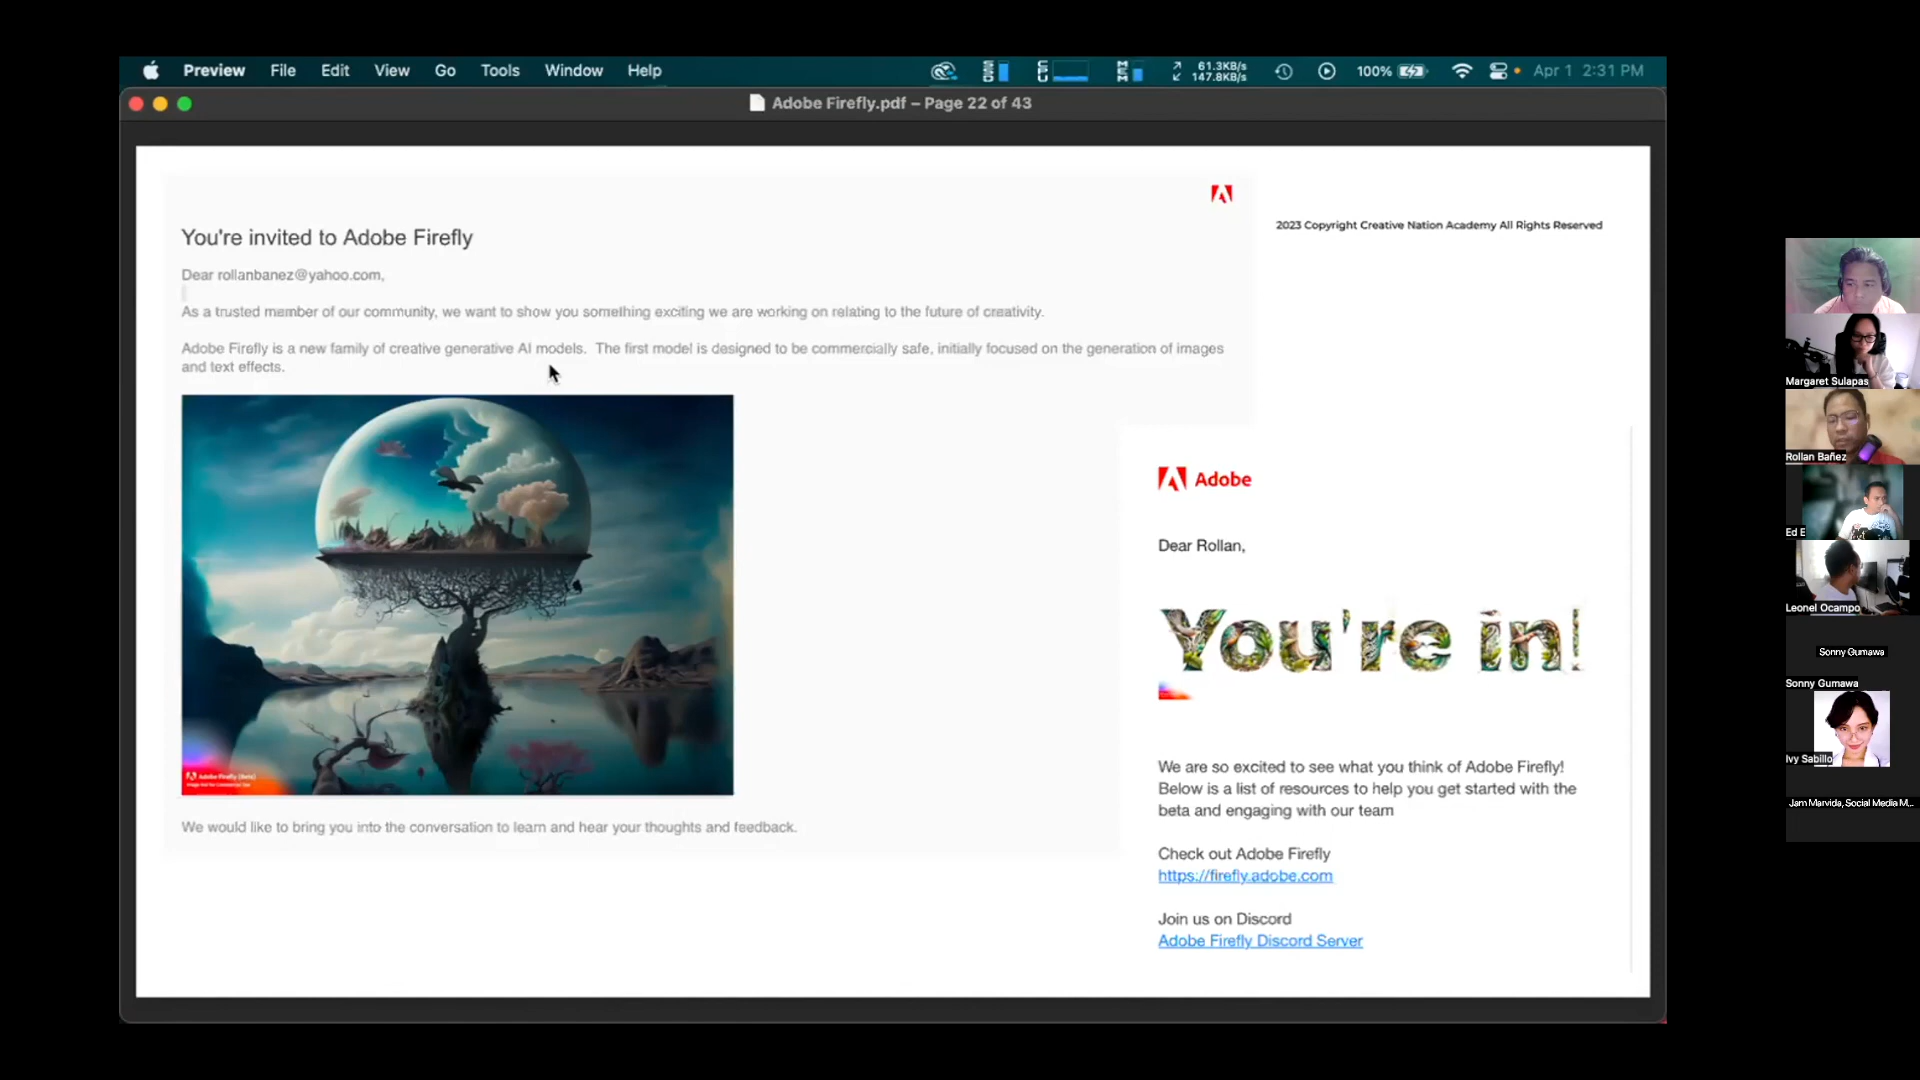 Preview File Edit View Go Tools Window Help
61.3KB/s
147.8KB/s
100%
Apr 1 2:31 PM
Adobe Firefly.pdf – Page 22 of 43
2023 Copyright Creative Nation Academy All Rights Reserved
You're invited to Adobe Firefly
Dear rollanbanez@yahoo.com,
As a trusted member of our community, we want to show you something exciting we are working on relating to the future of creativity.
Adobe Firefly is a new family of creative generative AI models. The first model is designed to be commercially safe, initially focused on the generation of images
and text effects.
Adobe Firefly (Beta)
We would like to bring you into the conversation to learn and hear your thoughts and feedback.
Adobe
Dear Rollan,
You're in!
We are so excited to see what you think of Adobe Firefly!
Below is a list of resources to help you get started with the
beta and engaging with our team
Check out Adobe Firefly
https://firefly.adobe.com
Join us on Discord
Adobe Firefly Discord Server
Margaret Sulapas
Rollan Bañez
Ed E
Leonel Ocampo
Sonny Gumawa
Sonny Gumawa
Ivy Sabillo
Jam Marvida, Social Media M...